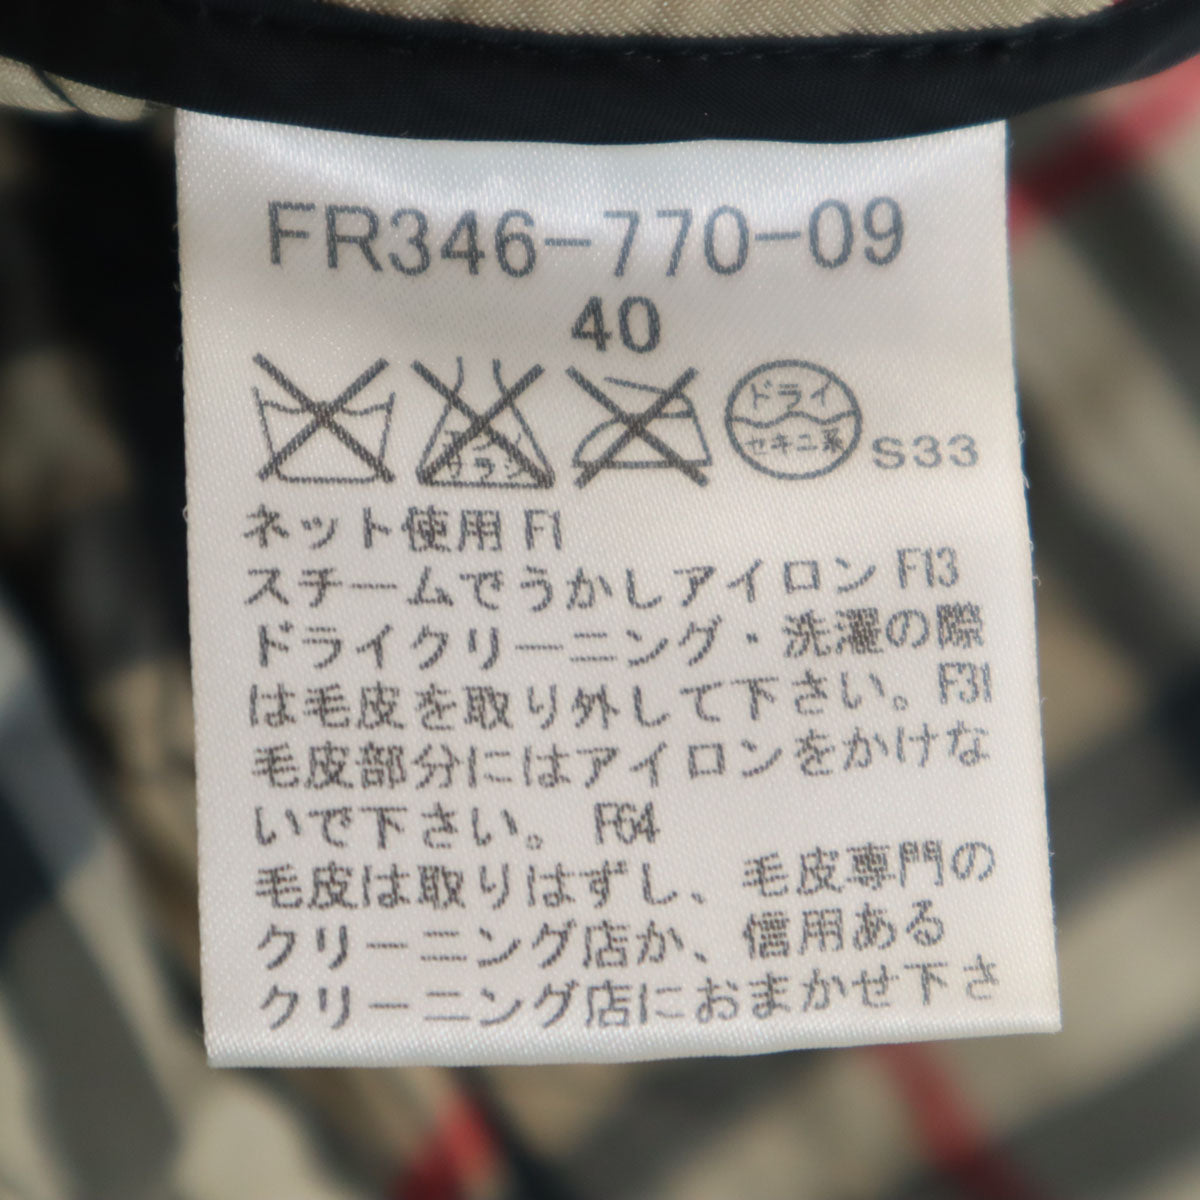 FR346-770-09
40
エンソ
サラシ
ドライ
セキユ系
S33
ネット使用 F1
スチームでうかしアイロン F13
ドライクリーニング・洗濯の際
は毛皮を取り外して下さい。F31
毛皮部分にはアイロンをかけな
いで下さい。 F64
毛皮は取りはずし、毛皮専門の
クリーニング店か、信用ある
クリーニング店におまかせ下さ